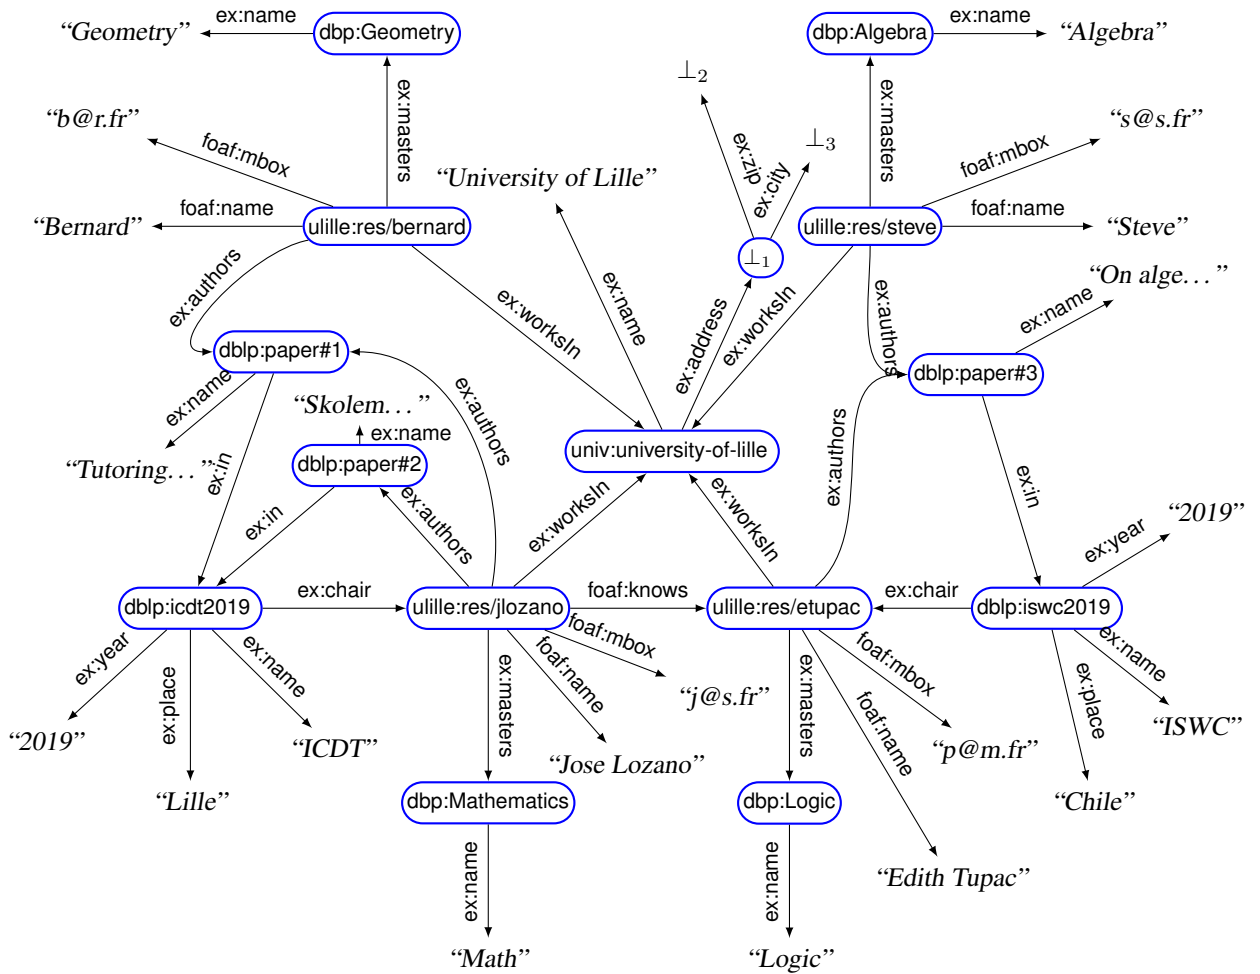 “Geometry”
ex:name
dbp:Geometry
dbp:Algebra
ex:name
“Algebra”
⊥2
ex:masters
ex:masters
“b@r.fr”
foaf:mbox
ex:zip
ex:city
⊥3
foaf:mbox
“s@s.fr”
“University of Lille”
“Bernard”
foaf:name
ulille:res/bernard
ulille:res/steve
foaf:name
“Steve”
⊥1
“On alge. . . ”
ex:authors
ex:worksIn
ex:name
ex:address
ex:worksIn
ex:authors
ex:name
dblp:paper#1
dblp:paper#3
ex:name
“Skolem. . . ”
ex:authors
ex:name
“Tutoring. . . ”
ex:in
dblp:paper#2
univ:university-of-lille
ex:authors
ex:in
ex:in
ex:authors
ex:worksIn
ex:worksIn
“2019”
ex:year
dblp:icdt2019
ex:chair
ulille:res/jlozano
foaf:knows
ulille:res/etupac
ex:chair
dblp:iswc2019
ex:year
ex:place
ex:name
ex:masters
foaf:name
foaf:mbox
“j@s.fr”
ex:masters
foaf:name
foaf:mbox
ex:place
ex:name
“2019”
“ICDT”
“Jose Lozano”
“p@m.fr”
“ISWC”
“Lille”
dbp:Mathematics
dbp:Logic
“Chile”
ex:name
ex:name
“Edith Tupac”
“Math”
“Logic”